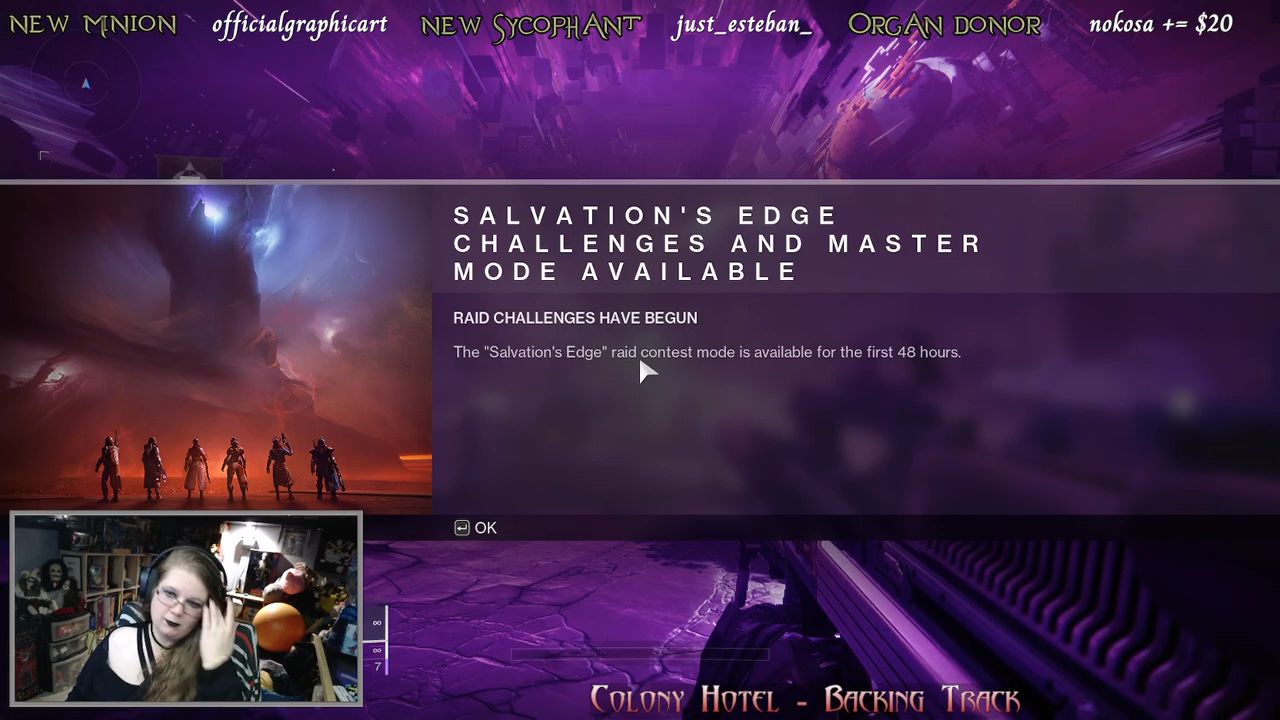 NEW MINION officialgraphicart NEW SYCOPHANT just_esteban_ ORGAN DONOR nokosa += $20
SALVATION'S EDGE
CHALLENGES AND MASTER
MODE AVAILABLE
RAID CHALLENGES HAVE BEGUN
The "Salvation's Edge" raid contest mode is available for the first 48 hours.
OK
∞
∞
7
COLONY HOTEL - BACKING TRACK